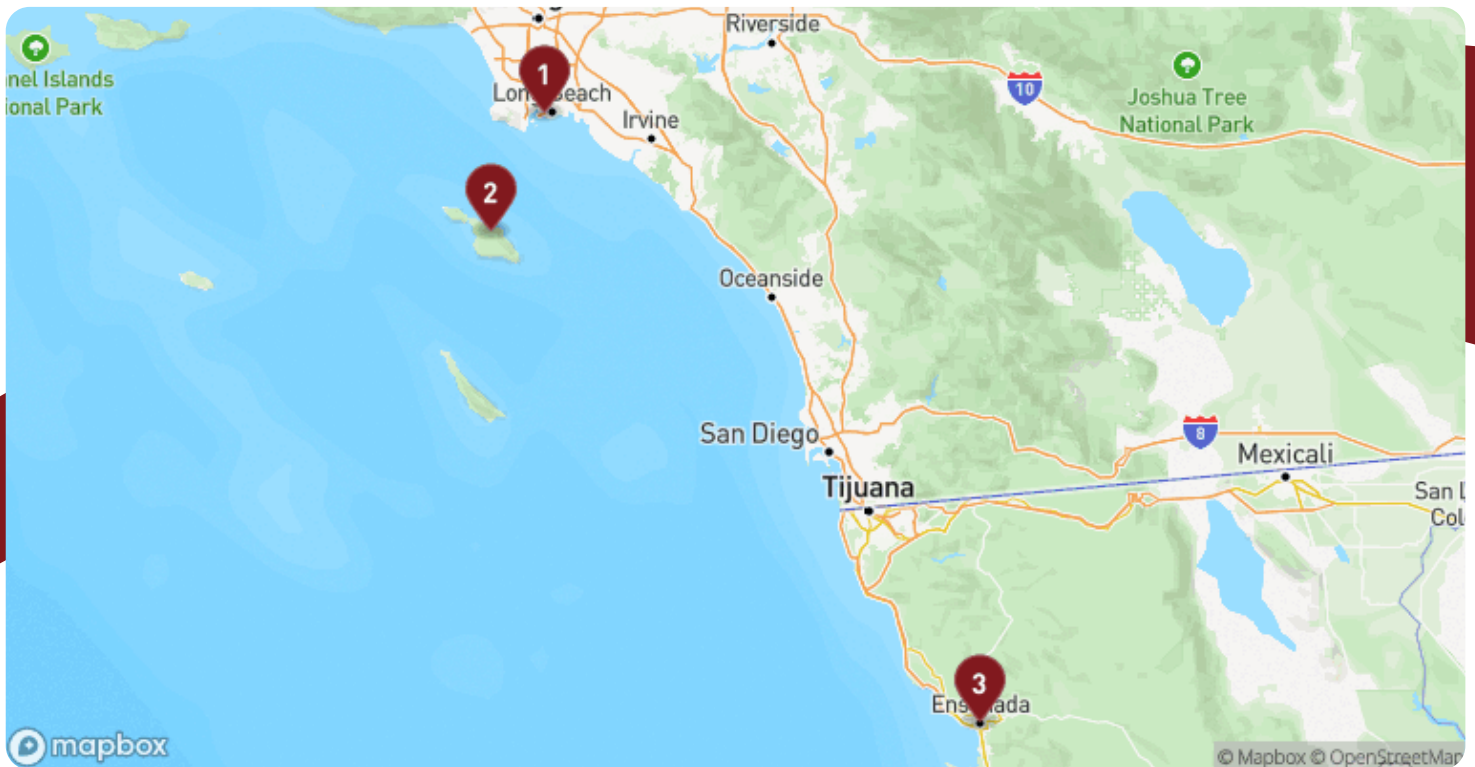 Riverside
nel Islands
ional Park
1
Long Beach
10
Joshua Tree
National Park
Irvine
2
Oceanside
San Diego
8
Mexicali
Tijuana
San L
Col
3
Ensenada
mapbox
© Mapbox © OpenStreetMap